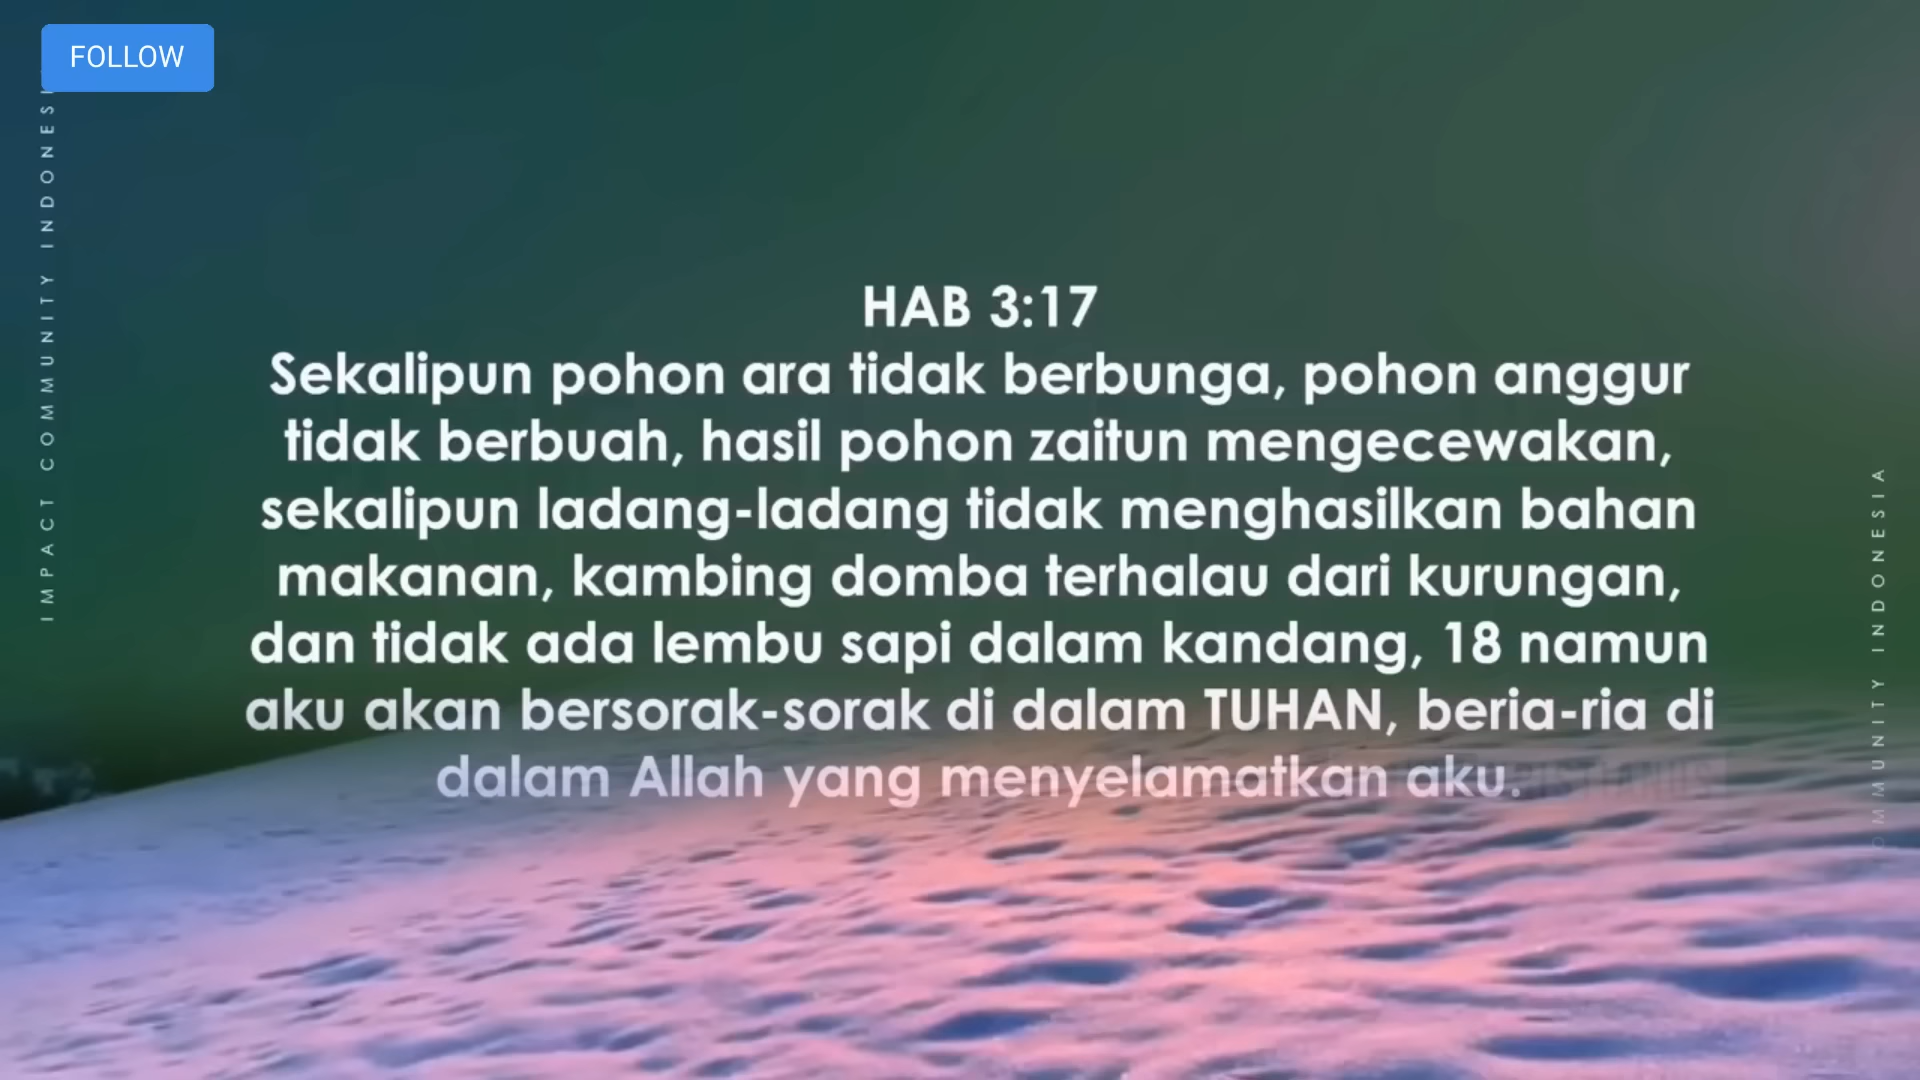 FOLLOW
IMPACT COMMUNITY INDONES
HAB 3:17
Sekalipun pohon ara tidak berbunga, pohon anggur
tidak berbuah, hasil pohon zaitun mengecewakan,
sekalipun ladang-ladang tidak menghasilkan bahan
makanan, kambing domba terhalau dari kurungan,
dan tidak ada lembu sapi dalam kandang, 18 namun
aku akan bersorak-sorak di dalam TUHAN, beria-ria di
dalam Allah yang menyelamatkan aku.
OMMUNITY INDONESIA